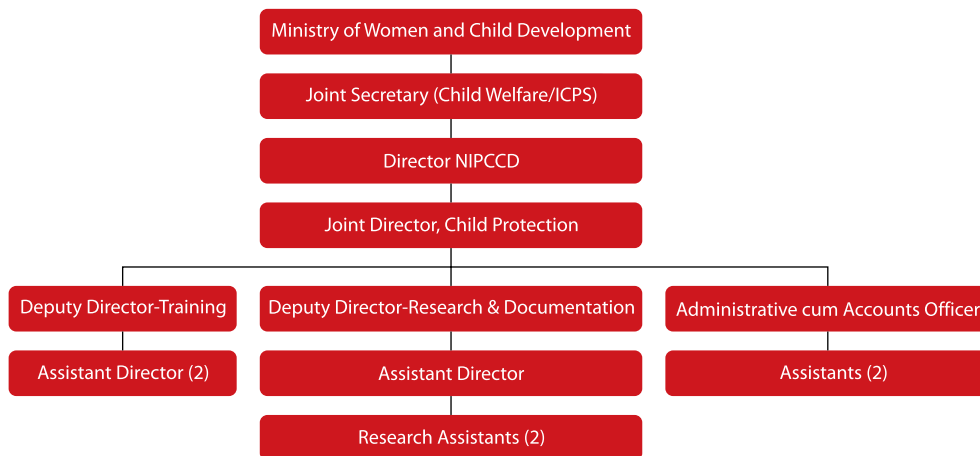 Ministry of Women and Child Development
Joint Secretary (Child Welfare/ICPS)
Director NIPCCD
Joint Director, Child Protection
Deputy Director-Training
Deputy Director-Research & Documentation
Administrative cum Accounts Officer
Assistant Director (2)
Assistant Director
Assistants (2)
Research Assistants (2)